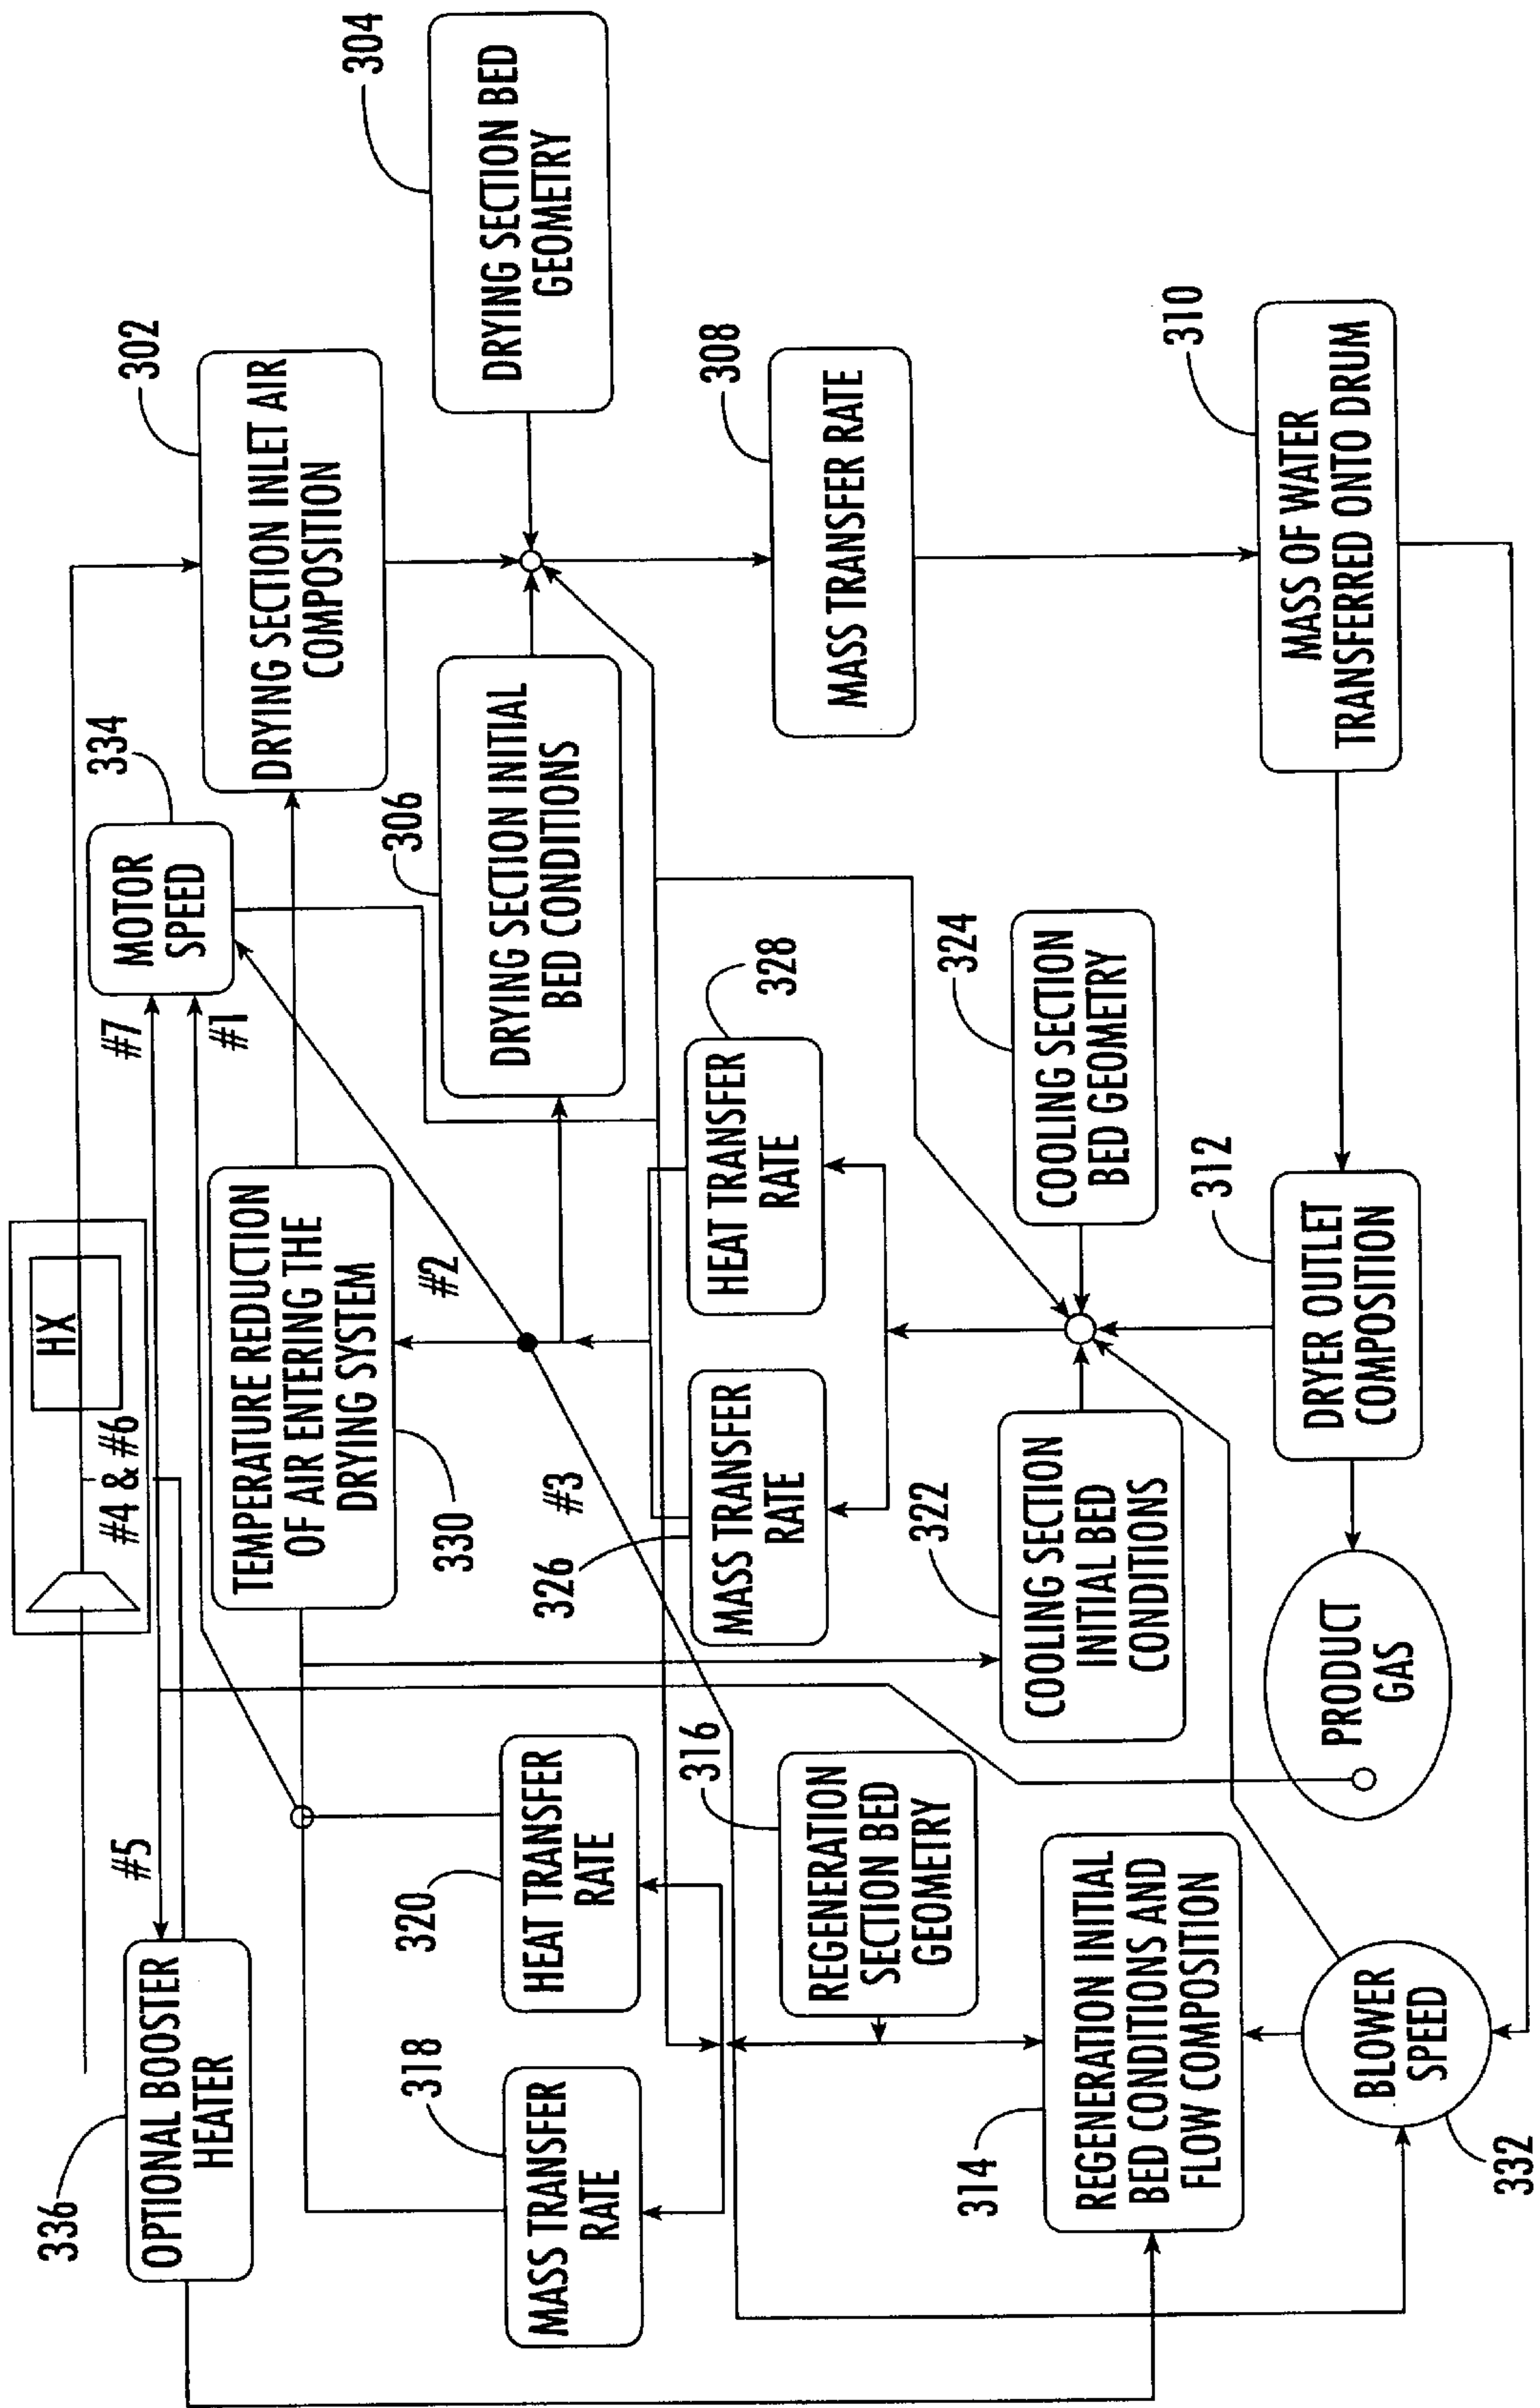 336
OPTIONAL BOOSTER
HEATER
#5
#4 & #6
HX
#7
#1
334
MOTOR
SPEED
302
DRYING SECTION INLET AIR
COMPOSITION
304
DRYING SECTION BED
GEOMETRY
TEMPERATURE REDUCTION
OF AIR ENTERING THE
DRYING SYSTEM
330
#2
306
DRYING SECTION INITIAL
BED CONDITIONS
318
MASS TRANSFER
RATE
320
HEAT TRANSFER
RATE
#3
326
MASS TRANSFER
RATE
328
HEAT TRANSFER
RATE
308
MASS TRANSFER RATE
316
REGENERATION
SECTION BED
GEOMETRY
322
COOLING SECTION
INITIAL BED
CONDITIONS
324
COOLING SECTION
BED GEOMETRY
314
REGENERATION INITIAL
BED CONDITIONS AND
FLOW COMPOSITION
310
MASS OF WATER
TRANSFERRED ONTO DRUM
312
DRYER OUTLET
COMPOSITION
PRODUCT
GAS
BLOWER
SPEED
332